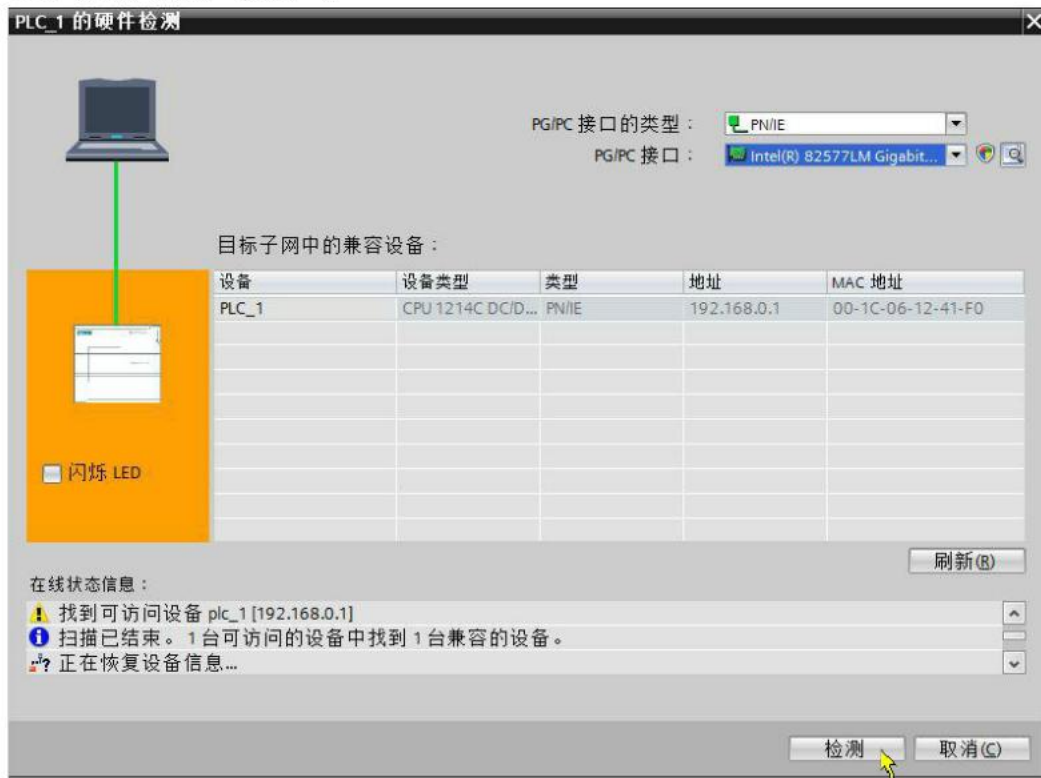 PLC_1 的硬件检测
PG/PC 接口的类型： PN/IE
PG/PC 接口： Intel(R) 82577LM Gigabit...
目标子网中的兼容设备：
设备 设备类型 类型 地址 MAC 地址
PLC_1 CPU 1214C DC/D... PN/IE 192.168.0.1 00-1C-06-12-41-F0
闪烁 LED
刷新(R)
在线状态信息：
找到可访问设备 plc_1 [192.168.0.1]
扫描已结束。1 台可访问的设备中找到 1 台兼容的设备。
正在恢复设备信息...
检测 取消(C)